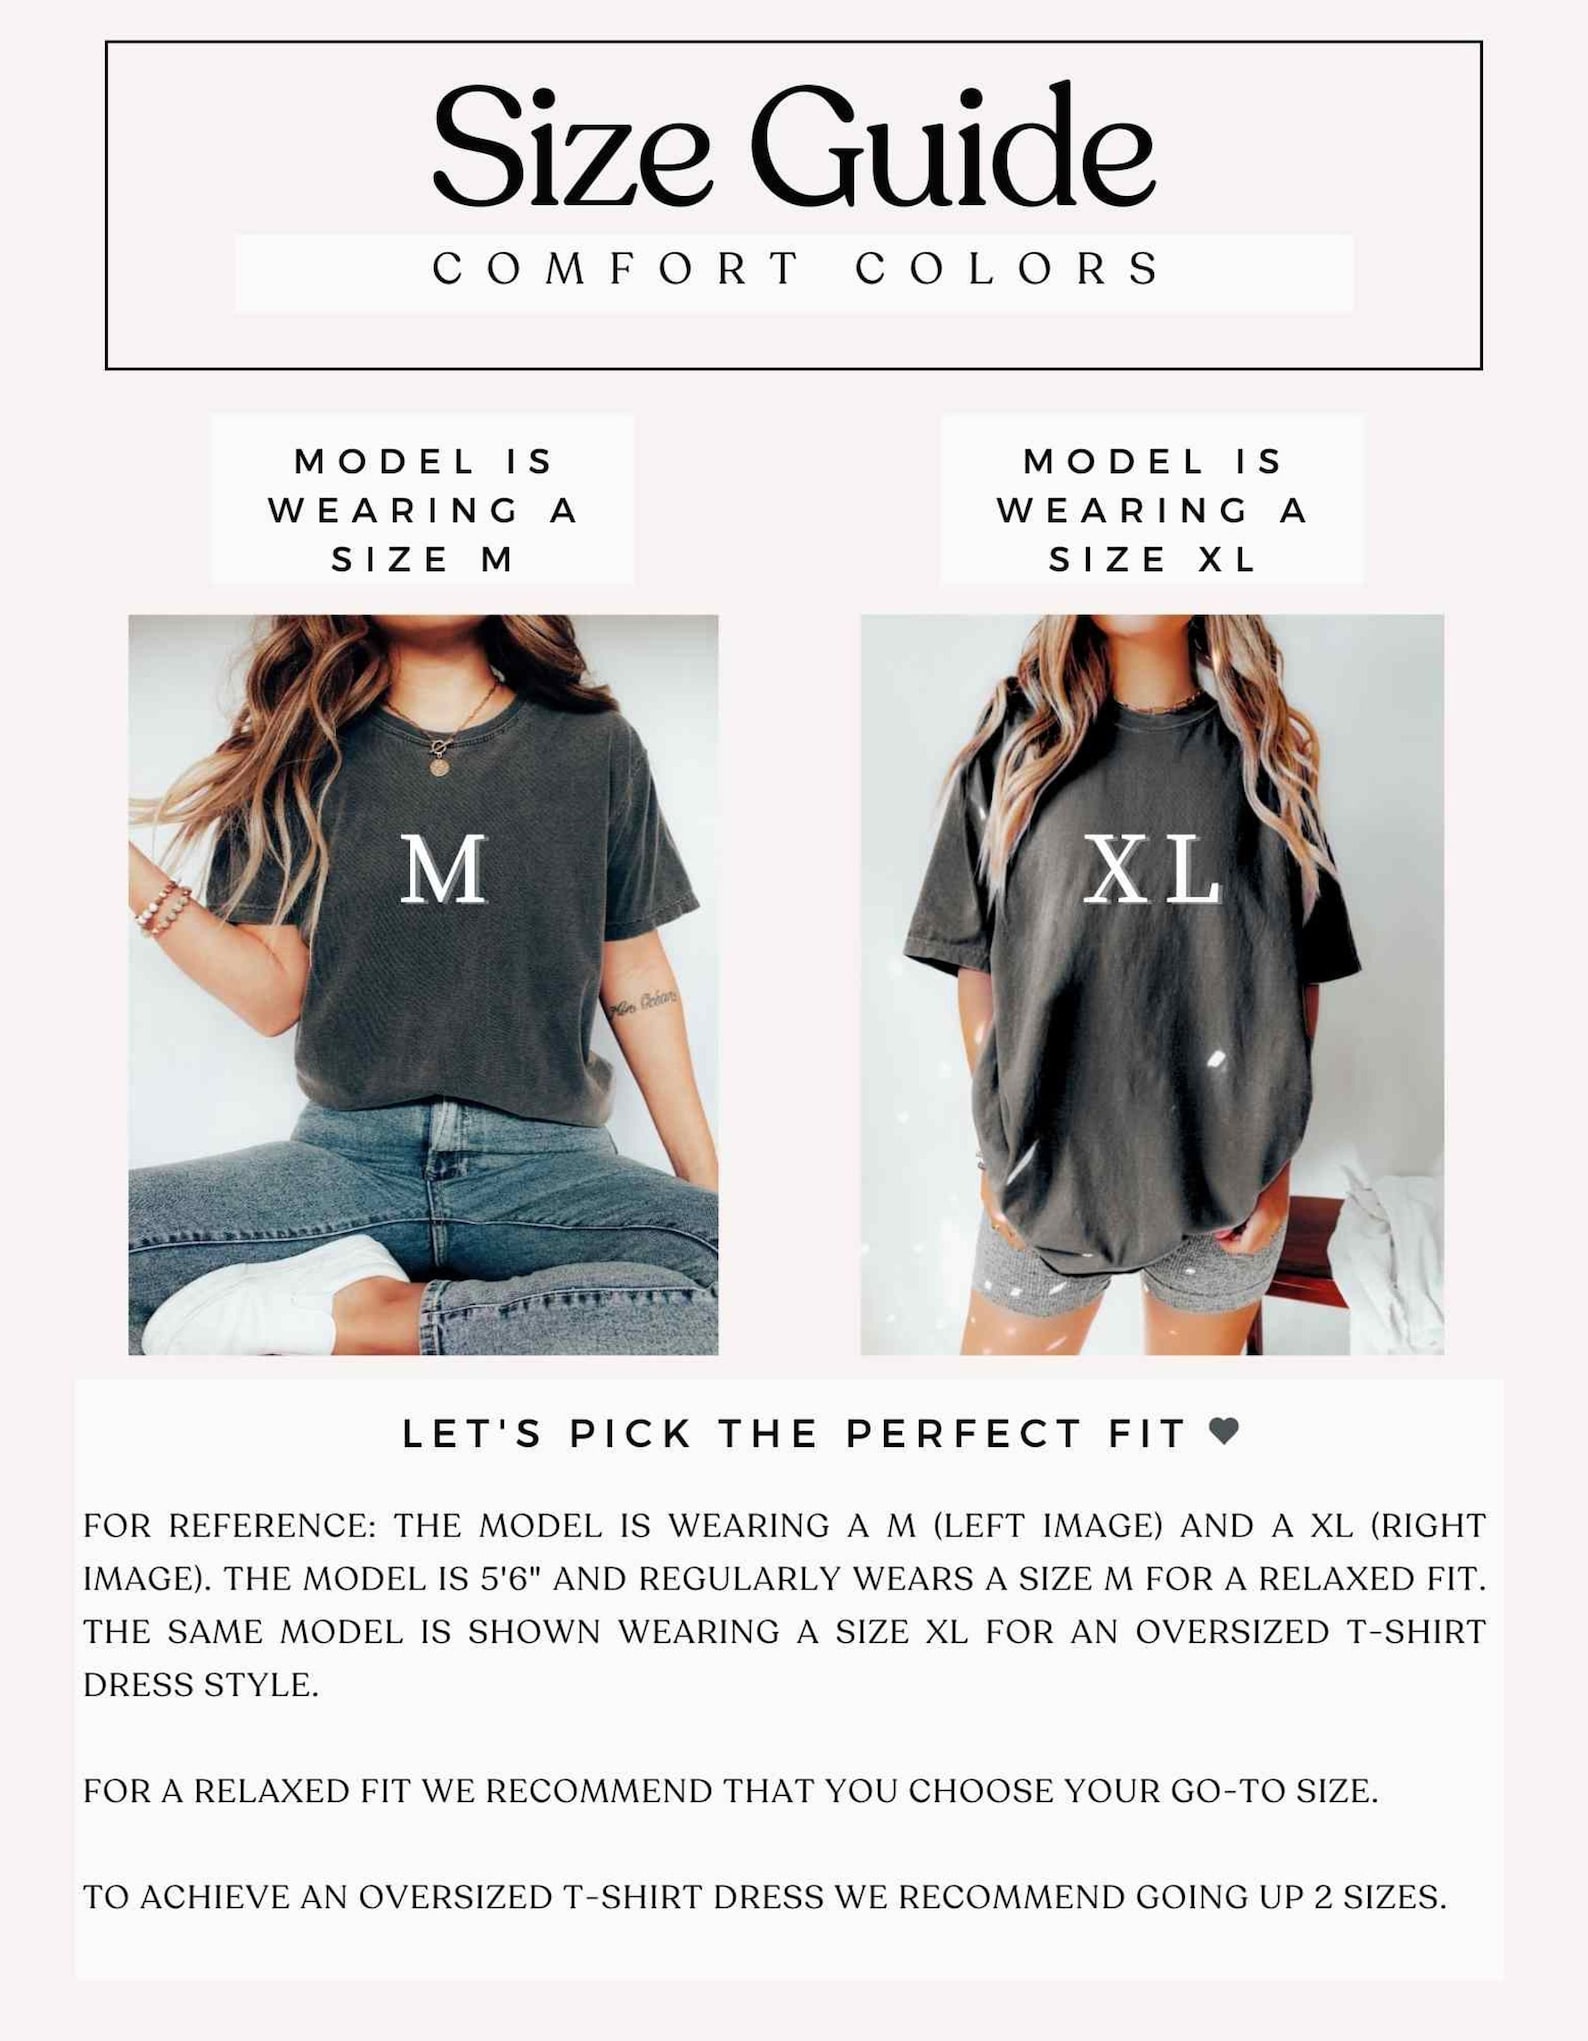 Size Guide
COMFORT COLORS
MODEL IS
WEARING A
SIZE M
MODEL IS
WEARING A
SIZE XL
M
XL
LET'S PICK THE PERFECT FIT
FOR REFERENCE: THE MODEL IS WEARING A M (LEFT IMAGE) AND A XL (RIGHT
IMAGE). THE MODEL IS 5'6" AND REGULARLY WEARS A SIZE M FOR A RELAXED FIT.
THE SAME MODEL IS SHOWN WEARING A SIZE XL FOR AN OVERSIZED T-SHIRT
DRESS STYLE.
FOR A RELAXED FIT WE RECOMMEND THAT YOU CHOOSE YOUR GO-TO SIZE.
TO ACHIEVE AN OVERSIZED T-SHIRT DRESS WE RECOMMEND GOING UP 2 SIZES.